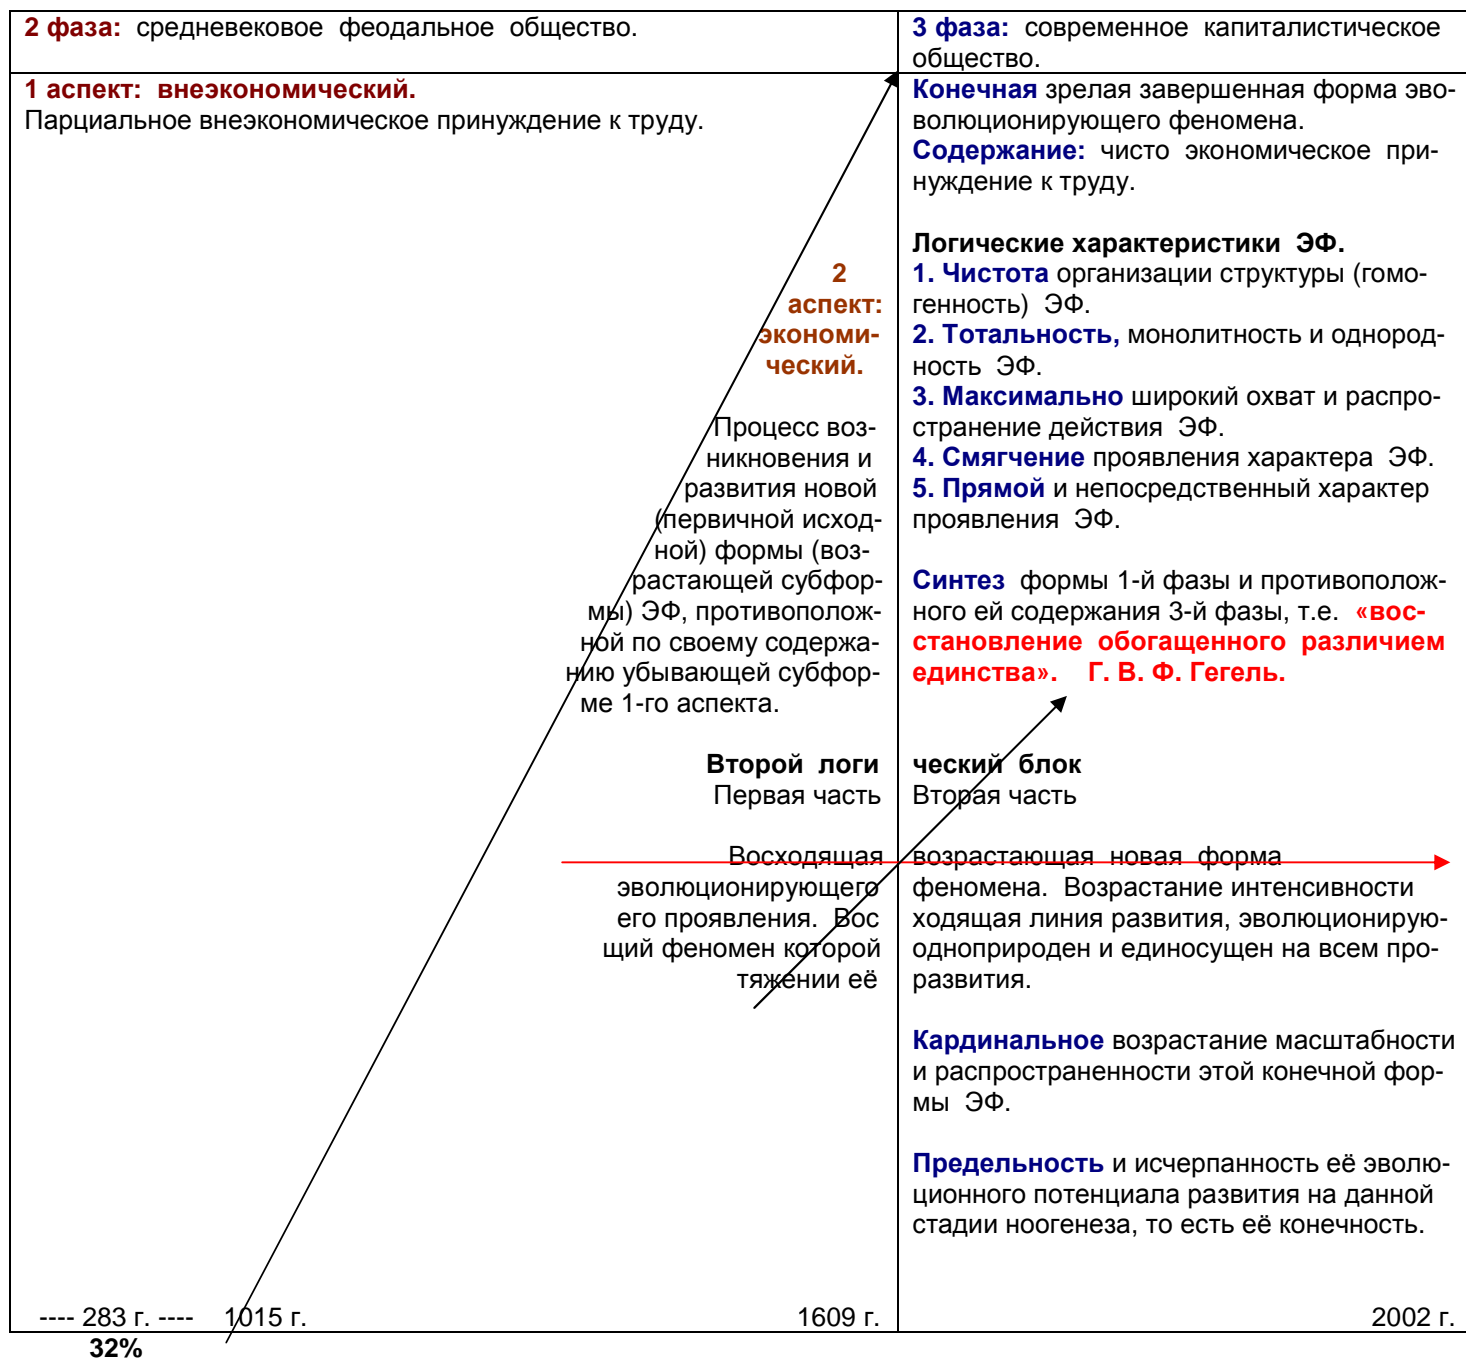 2 фаза: средневековое феодальное общество.
1 аспект: внеэкономический.
Парциальное внеэкономическое принуждение к труду.
2
аспект:
экономи-
ческий.
Процесс воз-
никновения и
развития новой
(первичной исход-
ной) формы (воз-
растающей субфор-
мы) ЭФ, противополож-
ной по своему содержа-
нию убывающей субфор-
ме 1-го аспекта.
3 фаза: современное капиталистическое
общество.
Конечная зрелая завершенная форма эво-
волюционирующего феномена.
Содержание: чисто экономическое при-
нуждение к труду.
Логические характеристики ЭФ.
1. Чистота организации структуры (гомо-
генность) ЭФ.
2. Тотальность, монолитность и однород-
ность ЭФ.
3. Максимально широкий охват и распро-
странение действия ЭФ.
4. Смягчение проявления характера ЭФ.
5. Прямой и непосредственный характер
проявления ЭФ.
Синтез формы 1-й фазы и противополож-
ного ей содержания 3-й фазы, т.е. «вос-
становление обогащенного различием
единства». Г. В. Ф. Гегель.
Второй логи ческий блок
Первая часть Вторая часть
Восходящая возрастающая новая форма
эволюционирующего феномена. Возрастание интенсивности
его проявления. Вос ходящая линия развития, эволюционирую-
щий феномен которой одноприроден и единосущен на всем про-
тяжении её развития.
Кардинальное возрастание масштабности
и распространенности этой конечной фор-
мы ЭФ.
Предельность и исчерпанность её эволю-
ционного потенциала развития на данной
стадии ноогенеза, то есть её конечность.
---- 283 г. ---- 1015 г. 1609 г. 2002 г.
32%